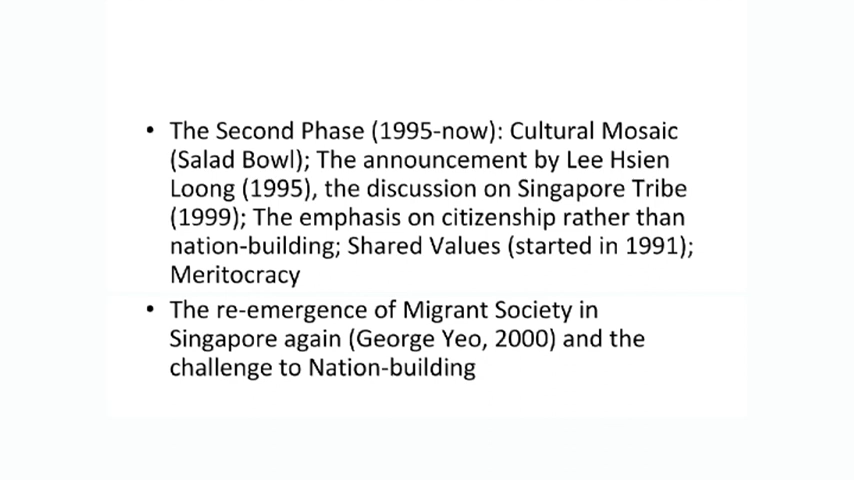 • The Second Phase (1995-now): Cultural Mosaic
(Salad Bowl); The announcement by Lee Hsien
Loong (1995), the discussion on Singapore Tribe
(1999); The emphasis on citizenship rather than
nation-building; Shared Values (started in 1991);
Meritocracy
• The re-emergence of Migrant Society in
Singapore again (George Yeo, 2000) and the
challenge to Nation-building